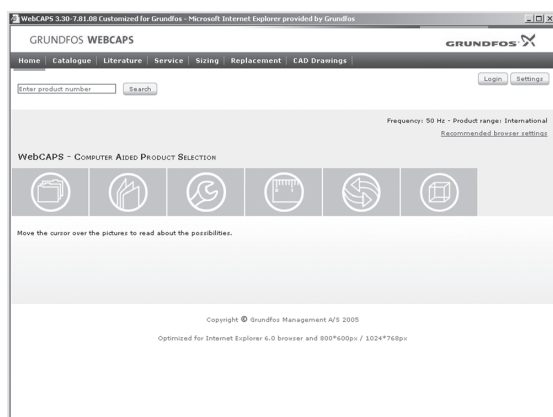 WebCAPS 3.30-7.81.08 Customized for Grundfos - Microsoft Internet Explorer provided by Grundfos
GRUNDFOS WEBCAPS
GRUNDFOS
Home | Catalogue | Literature | Service | Sizing | Replacement | CAD Drawings |
Login Settings
Enter product number Search
Frequency: 50 Hz - Product range: International
Recommended browser settings
WebCAPS - Computer Aided Product Selection
Move the cursor over the pictures to read about the possibilities.
Copyright © Grundfos Management A/S 2005
Optimized for Internet Explorer 6.0 browser and 800*600px / 1024*768px